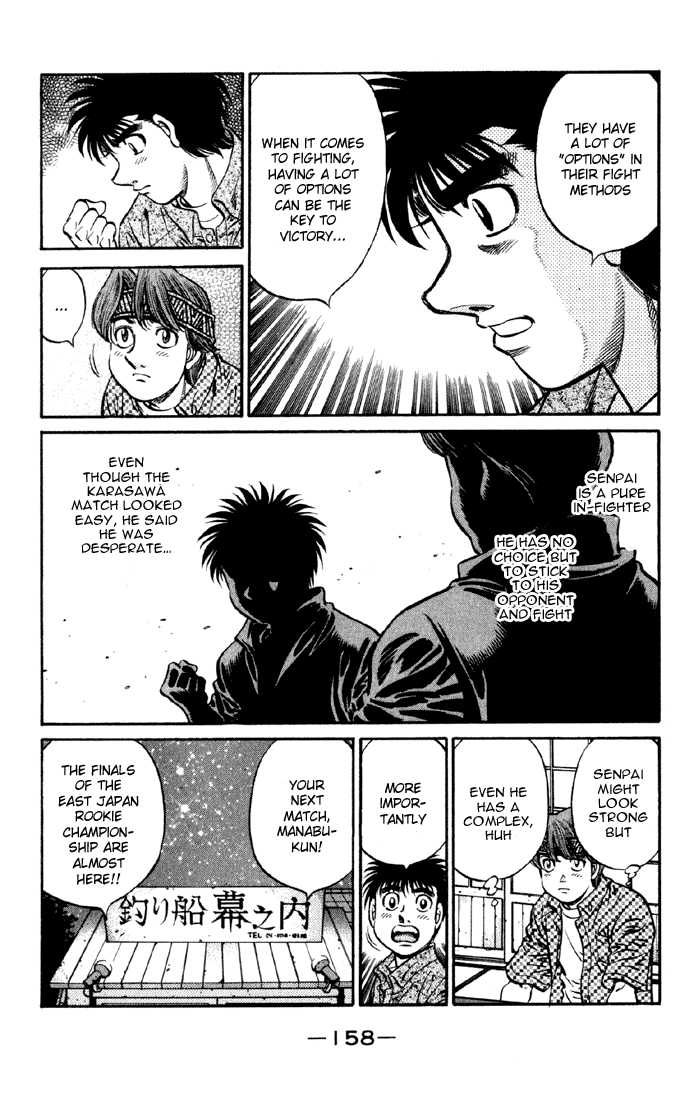 THEY HAVE
A LOT OF
"OPTIONS" IN
THEIR FIGHT
METHODS
WHEN IT COMES
TO FIGHTING,
HAVING A LOT
OF OPTIONS
CAN BE THE
KEY TO
VICTORY...
...
SENPAI
IS A PURE
IN-FIGHTER
HE HAS NO
CHOICE BUT
TO STICK
TO HIS
OPPONENT
AND FIGHT
EVEN
THOUGH THE
KARASAWA
MATCH LOOKED
EASY, HE SAID
HE WAS
DESPERATE...
SENPAI
MIGHT
LOOK
STRONG
BUT
EVEN HE
HAS A
COMPLEX,
HUH
MORE
IMPOR-
TANTLY
YOUR
NEXT
MATCH,
MANABU-
KUN!
THE FINALS
OF THE
EAST JAPAN
ROOKIE
CHAMPION-
SHIP ARE
ALMOST
HERE!!
釣り船 幕之内
TEL
—158—